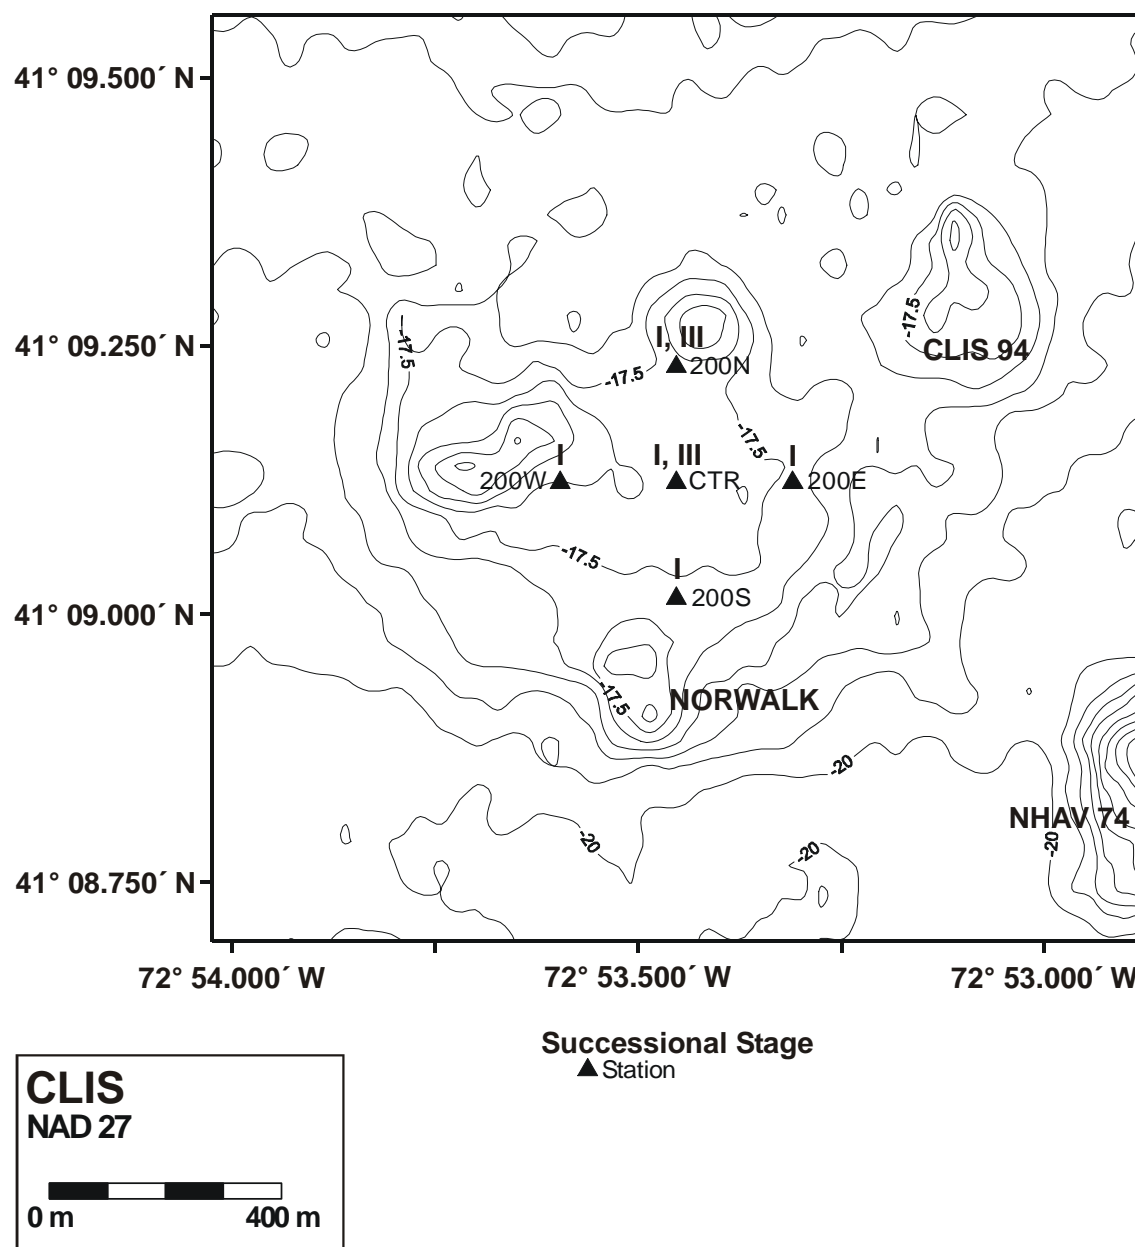 41° 09.500´ N
-17.5
41° 09.250´ N
-17.5
I, III
200N
CLIS 94
-17.5
-17.5
I
200W
I, III
CTR
I
200E
-17.5
I
200S
41° 09.000´ N
-17.5
NORWALK
-20
NHAV 74
-20
-20
-20
41° 08.750´ N
72° 54.000´ W
72° 53.500´ W
72° 53.000´ W
Successional Stage
Station
CLIS
NAD 27
0 m
400 m